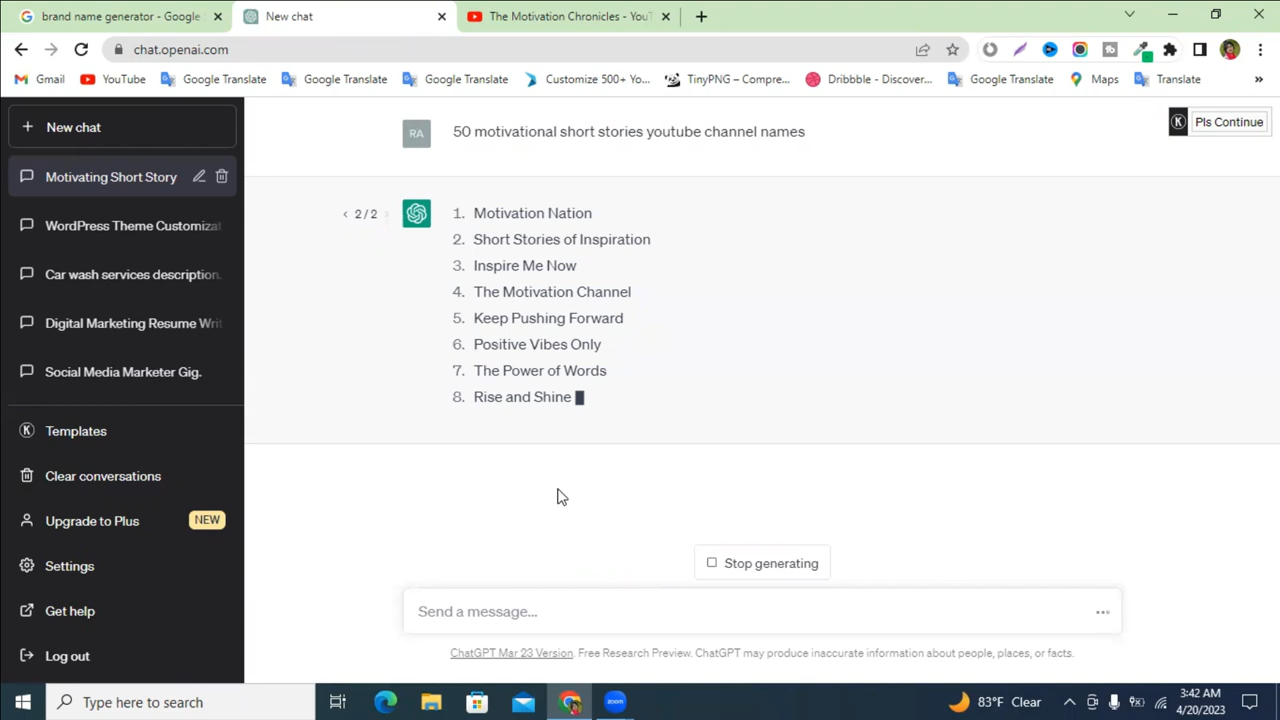 brand name generator - Google
New chat
The Motivation Chronicles - YouT
chat.openai.com
Gmail
YouTube
Google Translate
Google Translate
Google Translate
Customize 500+ Yo...
TinyPNG – Compre...
Dribbble - Discover...
Google Translate
Maps
Translate
New chat
Motivating Short Story
WordPress Theme Customiza
Car wash services description.
Digital Marketing Resume Wri
Social Media Marketer Gig.
Templates
Clear conversations
Upgrade to Plus NEW
Settings
Get help
Log out
RA 50 motivational short stories youtube channel names
K Pls Continue
2 / 2
1. Motivation Nation
2. Short Stories of Inspiration
3. Inspire Me Now
4. The Motivation Channel
5. Keep Pushing Forward
6. Positive Vibes Only
7. The Power of Words
8. Rise and Shine
Stop generating
Send a message...
ChatGPT Mar 23 Version. Free Research Preview. ChatGPT may produce inaccurate information about people, places, or facts.
Type here to search
zoom
83°F Clear
3:42 AM
4/20/2023